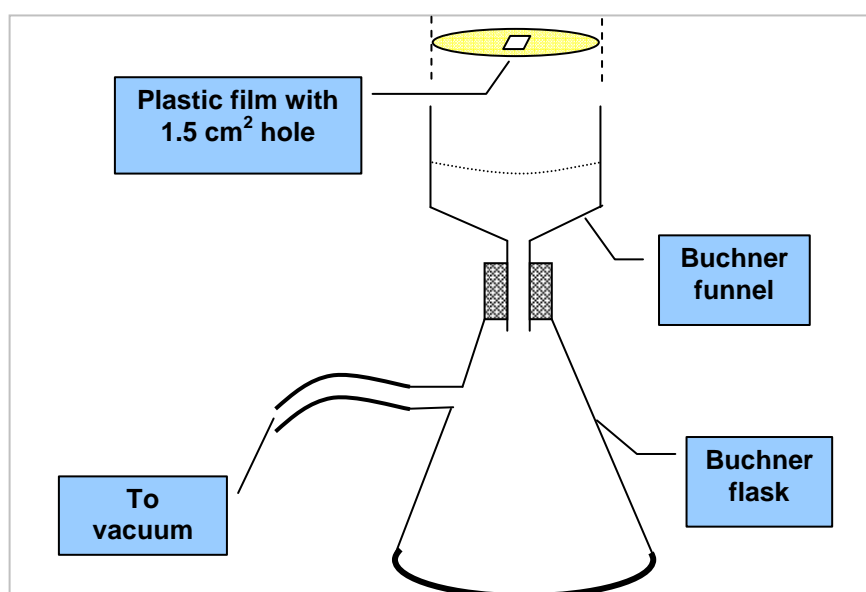 Plastic film with
1.5 cm² hole
Buchner
funnel
Buchner
flask
To
vacuum